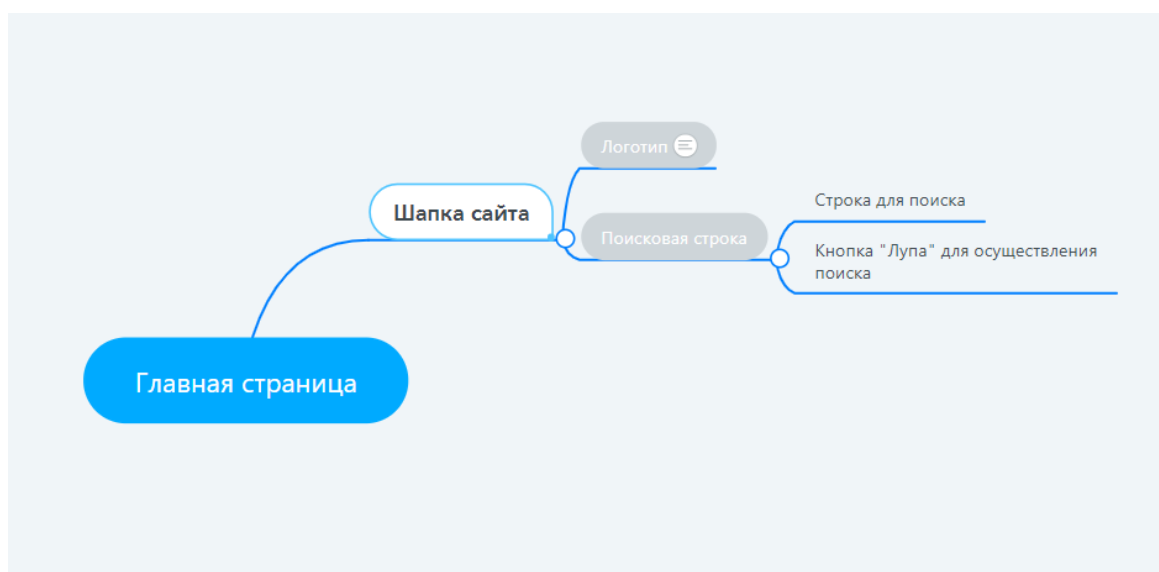 Логотип
Шапка сайта
Поисковая строка
Строка для поиска
Кнопка "Лупа" для осуществления
поиска
Главная страница